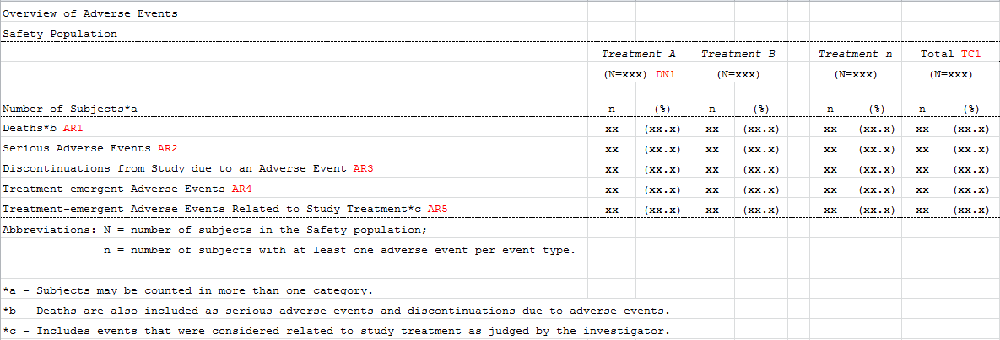 Overview of Adverse Events
Safety Population
Treatment A Treatment B Treatment n Total TC1
(N=xxx) DN1 (N=xxx) … (N=xxx) (N=xxx)
Number of Subjects*a n (%) n (%) n (%) n (%)
Deaths*b AR1 xx (xx.x) xx (xx.x) xx (xx.x) xx (xx.x)
Serious Adverse Events AR2 xx (xx.x) xx (xx.x) xx (xx.x) xx (xx.x)
Discontinuations from Study due to an Adverse Event AR3 xx (xx.x) xx (xx.x) xx (xx.x) xx (xx.x)
Treatment-emergent Adverse Events AR4 xx (xx.x) xx (xx.x) xx (xx.x) xx (xx.x)
Treatment-emergent Adverse Events Related to Study Treatment*c AR5 xx (xx.x) xx (xx.x) xx (xx.x) xx (xx.x)
Abbreviations: N = number of subjects in the Safety population;
n = number of subjects with at least one adverse event per event type.
*a - Subjects may be counted in more than one category.
*b - Deaths are also included as serious adverse events and discontinuations due to adverse events.
*c - Includes events that were considered related to study treatment as judged by the investigator.